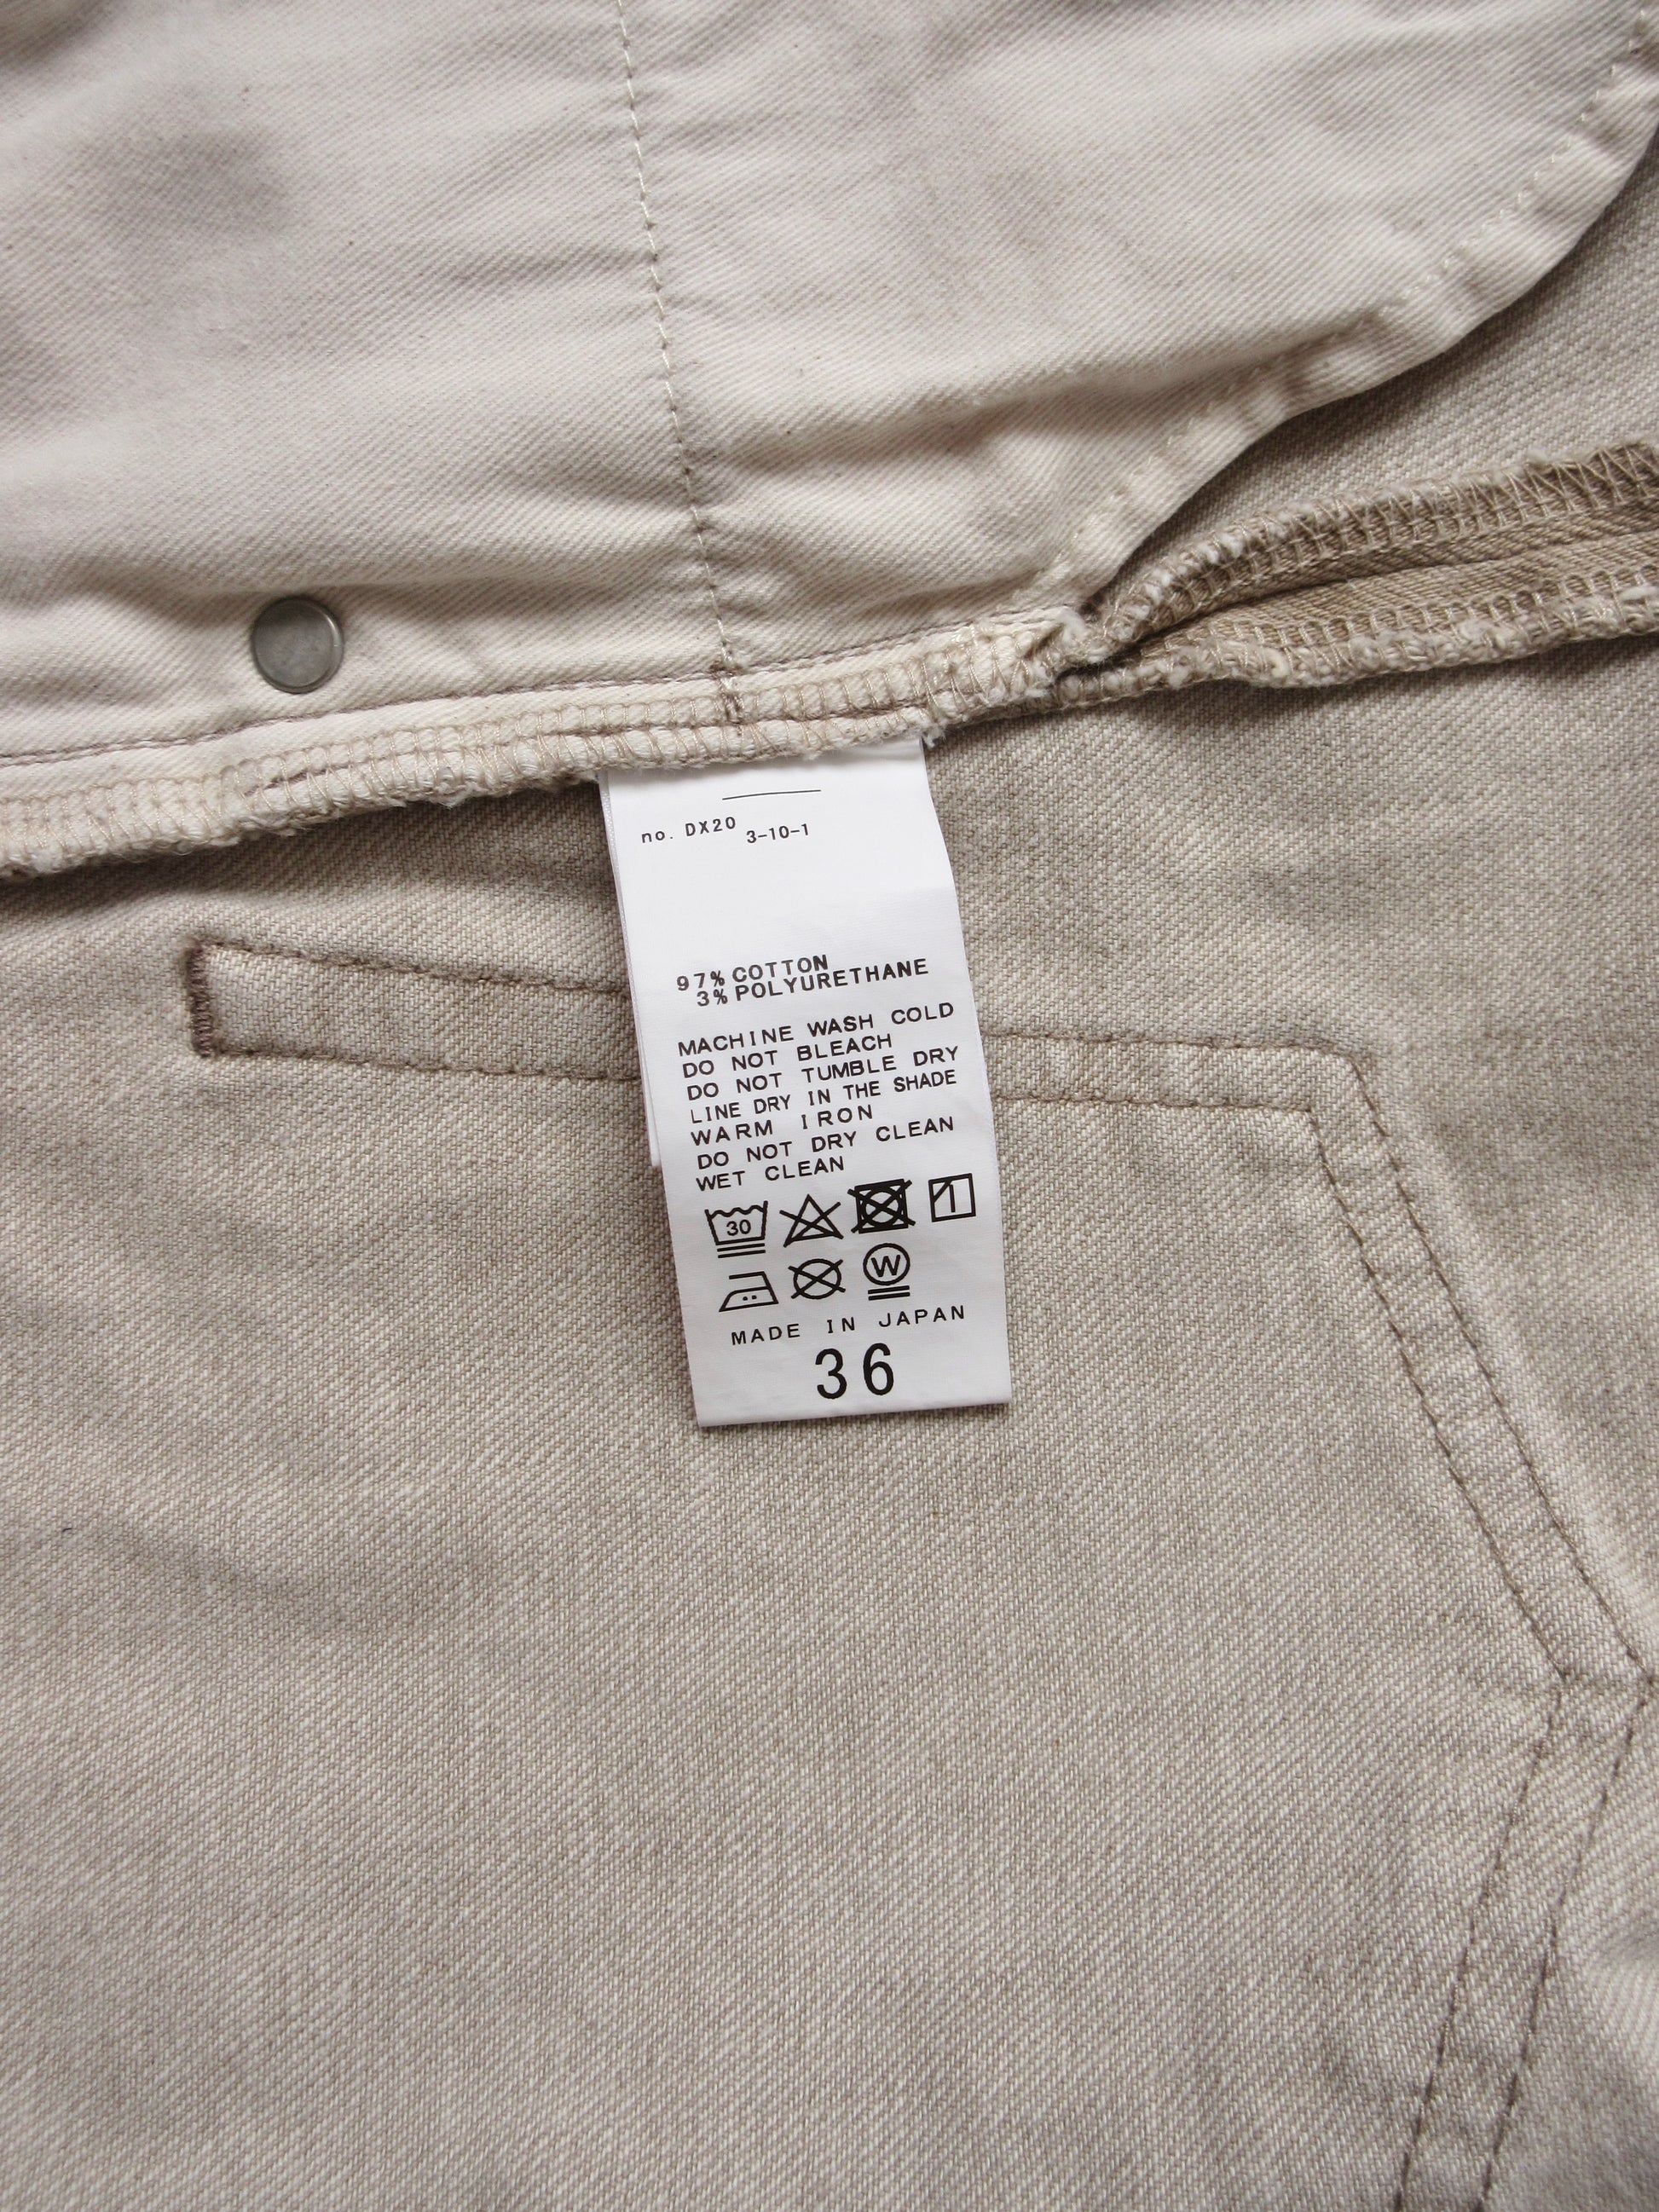 no. DX20 3-10-1
97% COTTON
3% POLYURETHANE
MACHINE WASH COLD
DO NOT BLEACH
DO NOT TUMBLE DRY
LINE DRY IN THE SHADE
WARM IRON
DO NOT DRY CLEAN
WET CLEAN
30
W
MADE IN JAPAN
36